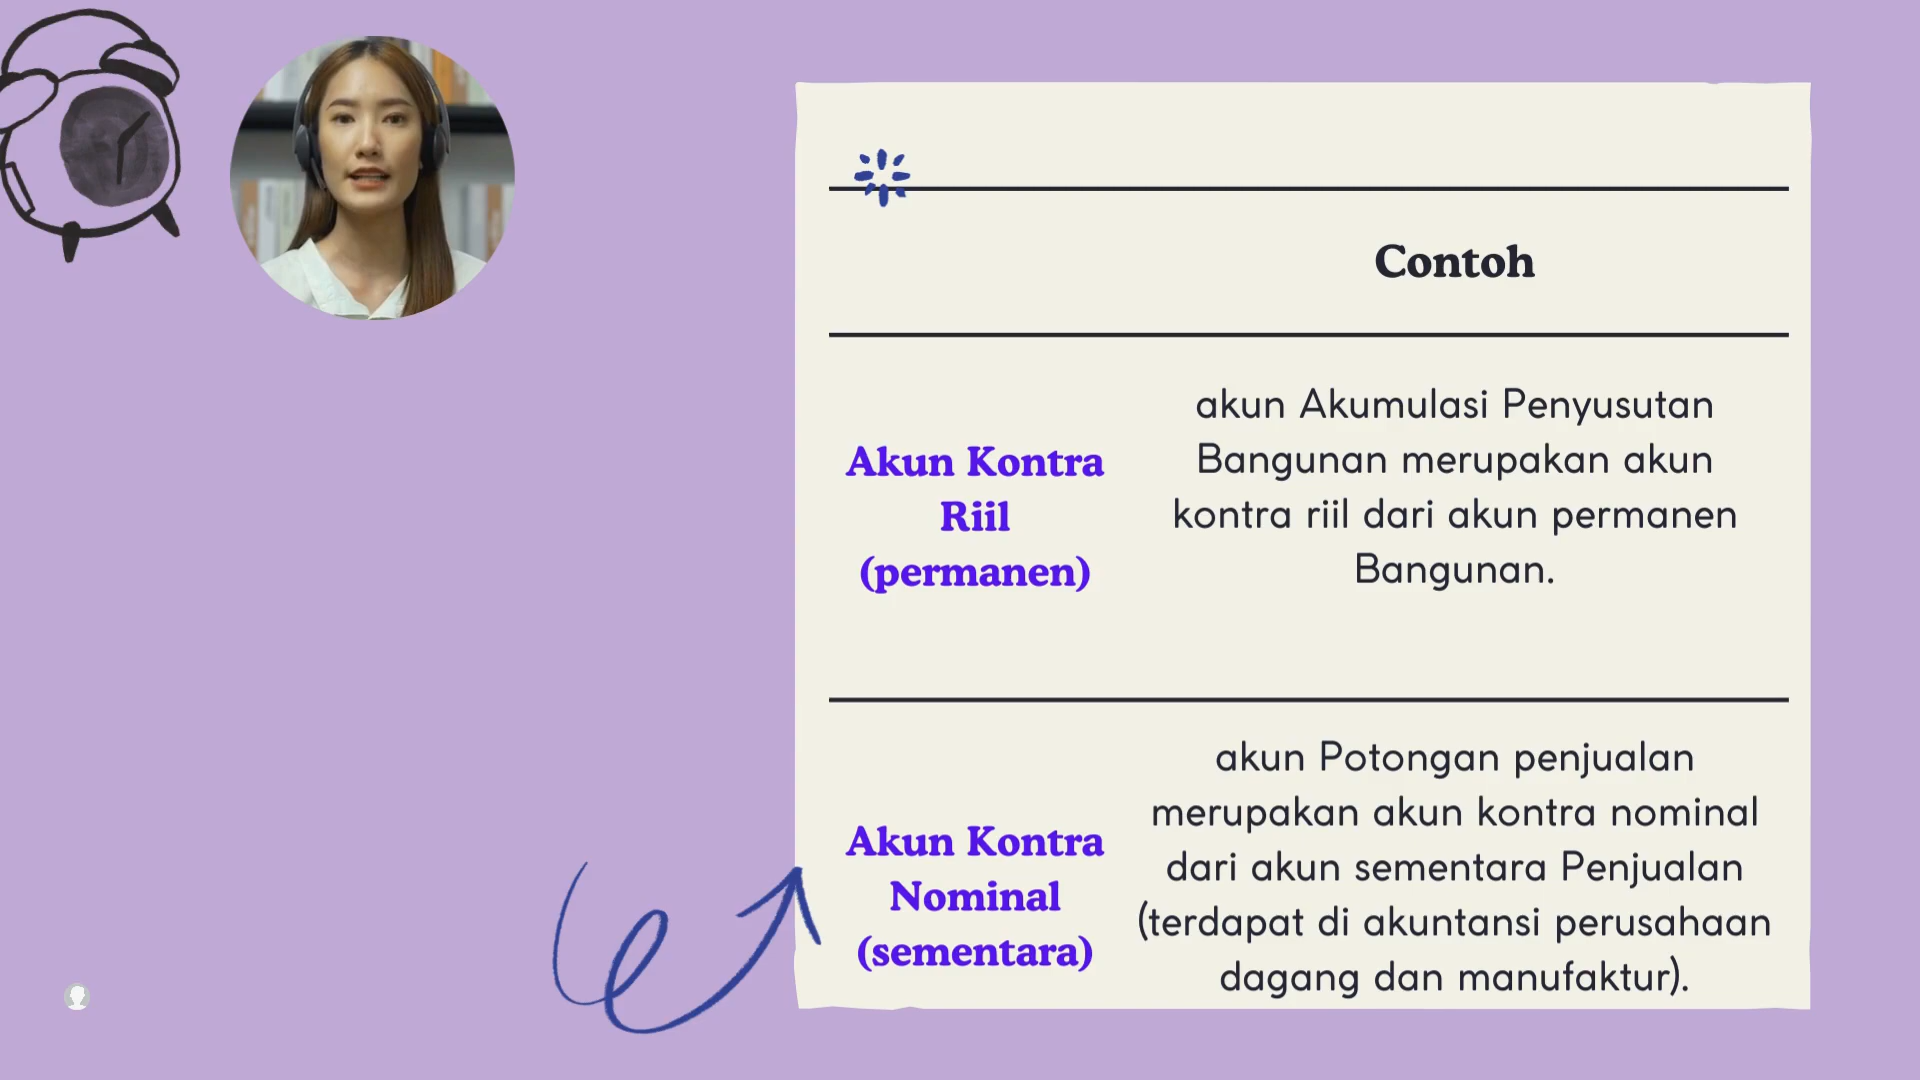 Contoh
Akun Kontra
Riil
(permanen)
akun Akumulasi Penyusutan
Bangunan merupakan akun
kontra riil dari akun permanen
Bangunan.
Akun Kontra
Nominal
(sementara)
akun Potongan penjualan
merupakan akun kontra nominal
dari akun sementara Penjualan
(terdapat di akuntansi perusahaan
dagang dan manufaktur).